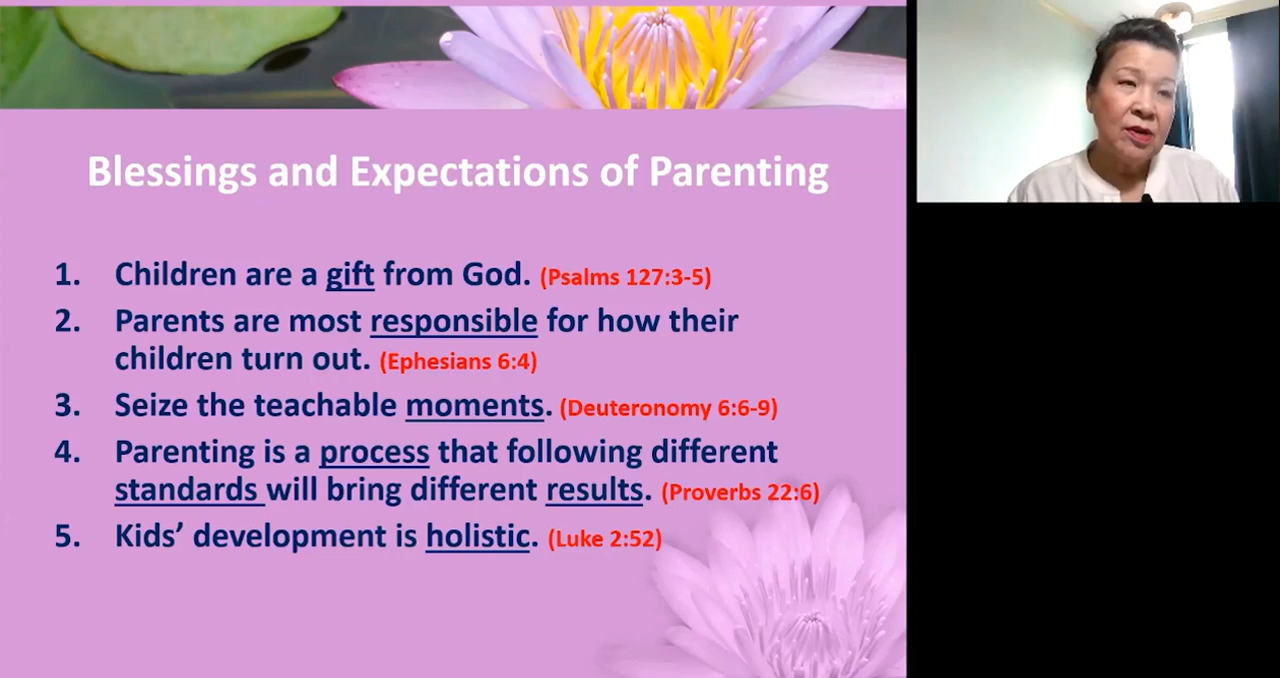 Blessings and Expectations of Parenting
1. Children are a gift from God. (Psalms 127:3-5)
2. Parents are most responsible for how their
children turn out. (Ephesians 6:4)
3. Seize the teachable moments. (Deuteronomy 6:6-9)
4. Parenting is a process that following different
standards will bring different results. (Proverbs 22:6)
5. Kids’ development is holistic. (Luke 2:52)